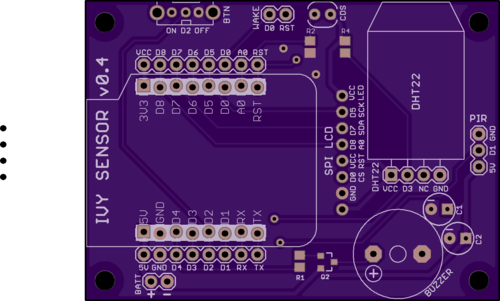 BTN
ON D2 OFF
WAKE
D0 RST
CDS
R2
R4
VCC D8 D7 D6 D5 D0 A0 RST
3V3 D8 D7 D6 D5 D0 A0 RST
IVY SENSOR v0.4
SPI LCD
VCC LED
D5 SCK
D7 SDA
D8 A0
VCC RST
D0 CS
GND
DHT22
DHT22
VCC D3 NC GND
PIR
GND
D1
5V
5V GND D4 D3 D2 D1 RX TX
5V GND D4 D3 D2 D1 RX TX
BATT
+ −
R1
R2
C1
C2
+
BUZZER